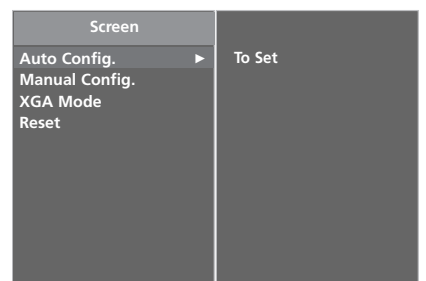 Screen
Auto Config. ►
To Set
Manual Config.
XGA Mode
Reset